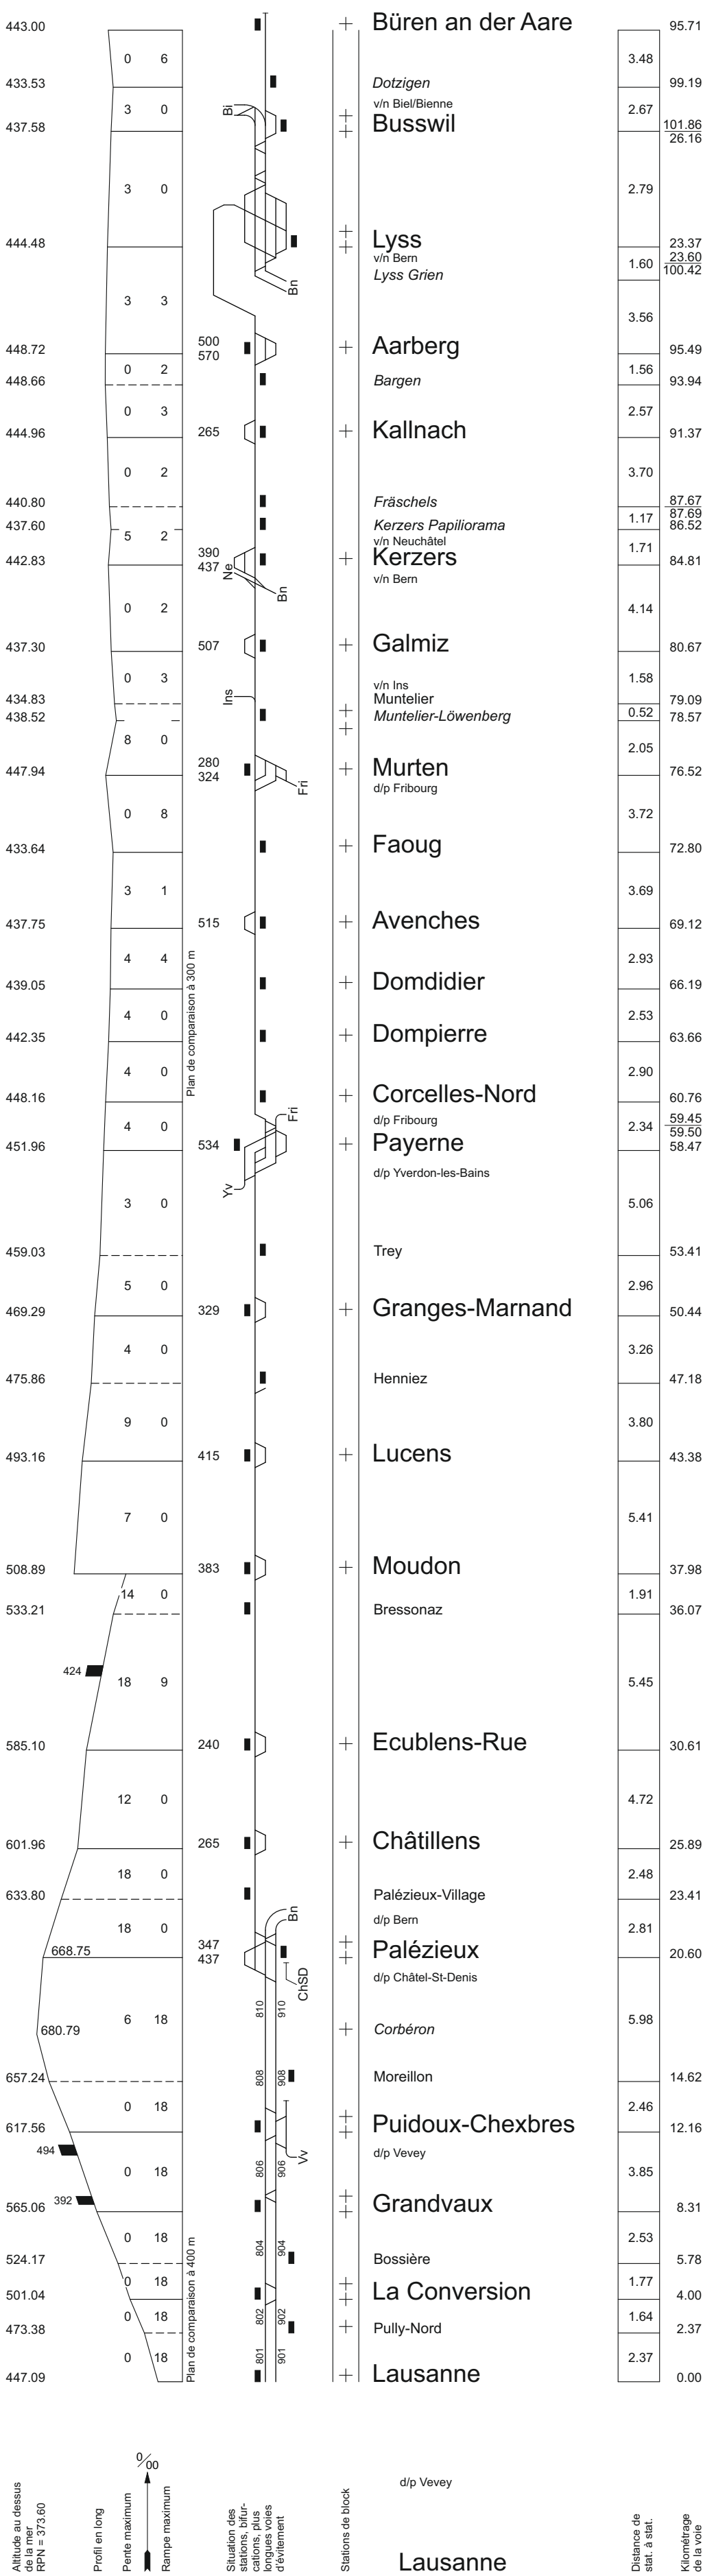 443.00 Büren an der Aare 95.71
0 6 3.48
433.53 Dotzigen 99.19
3 0 Bi v/n Biel/Bienne 2.67
437.58 Busswil 101.86
26.16
3 0 2.79
444.48 Lyss 23.37
v/n Bern 1.60 23.60
Bn Lyss Grien 100.42
3 3 3.56
500
448.72 570 Aarberg 95.49
0 2 1.56
448.66 Bargen 93.94
0 3 2.57
444.96 265 Kallnach 91.37
0 2 3.70
440.80 Fräschels 87.67
87.69
437.60 Kerzers Papiliorama 1.17 86.52
5 2 390 v/n Neuchâtel 1.71
442.83 437 Ne Kerzers 84.81
Bn v/n Bern
0 2 4.14
437.30 507 Galmiz 80.67
0 3 v/n Ins 1.58
434.83 Ins Muntelier 79.09
438.52 Muntelier-Löwenberg 0.52 78.57
8 0 2.05
280
447.94 324 Murten 76.52
Fri d/p Fribourg
0 8 3.72
433.64 Faoug 72.80
3 1 3.69
437.75 515 Avenches 69.12
4 4 2.93
439.05 Domdidier 66.19
Plan de comparaison à 300 m
4 0 2.53
442.35 Dompierre 63.66
4 0 2.90
448.16 Corcelles-Nord 60.76
4 0 Fri d/p Fribourg 2.34 59.45
59.50
451.96 534 Payerne 58.47
Yv d/p Yverdon-les-Bains
3 0 5.06
459.03 Trey 53.41
5 0 2.96
469.29 329 Granges-Marnand 50.44
4 0 3.26
475.86 Henniez 47.18
9 0 3.80
493.16 415 Lucens 43.38
7 0 5.41
508.89 383 Moudon 37.98
14 0 1.91
533.21 Bressonaz 36.07
424
18 9 5.45
585.10 240 Ecublens-Rue 30.61
12 0 4.72
601.96 265 Châtillens 25.89
18 0 2.48
633.80 Palézieux-Village 23.41
18 0 Bn d/p Bern 2.81
668.75 347
437 Palézieux 20.60
ChSD d/p Châtel-St-Denis
810 910
6 18 5.98
680.79 Corbéron
657.24 808 908 Moreillon 14.62
0 18 2.46
617.56 Puidoux-Chexbres 12.16
494 Vv d/p Vevey
0 18 806 906 3.85
392
565.06 Grandvaux 8.31
0 18 804 904 2.53
524.17 Bossière 5.78
0 18 1.77
501.04 La Conversion 4.00
0 18 802 902 1.64
473.38 Pully-Nord 2.37
0 18 801 901 2.37
Plan de comparaison à 400 m
447.09 Lausanne 0.00
0/00
d/p Vevey
Lausanne
Altitude au dessus
de la mer
RPN = 373.60
Profil en long
Pente maximum
Rampe maximum
Situation des
stations, bifur-
cations, plus
longues voies
d'évitement
Stations de block
Distance de
stat. à stat.
Kilométrage
de la voie